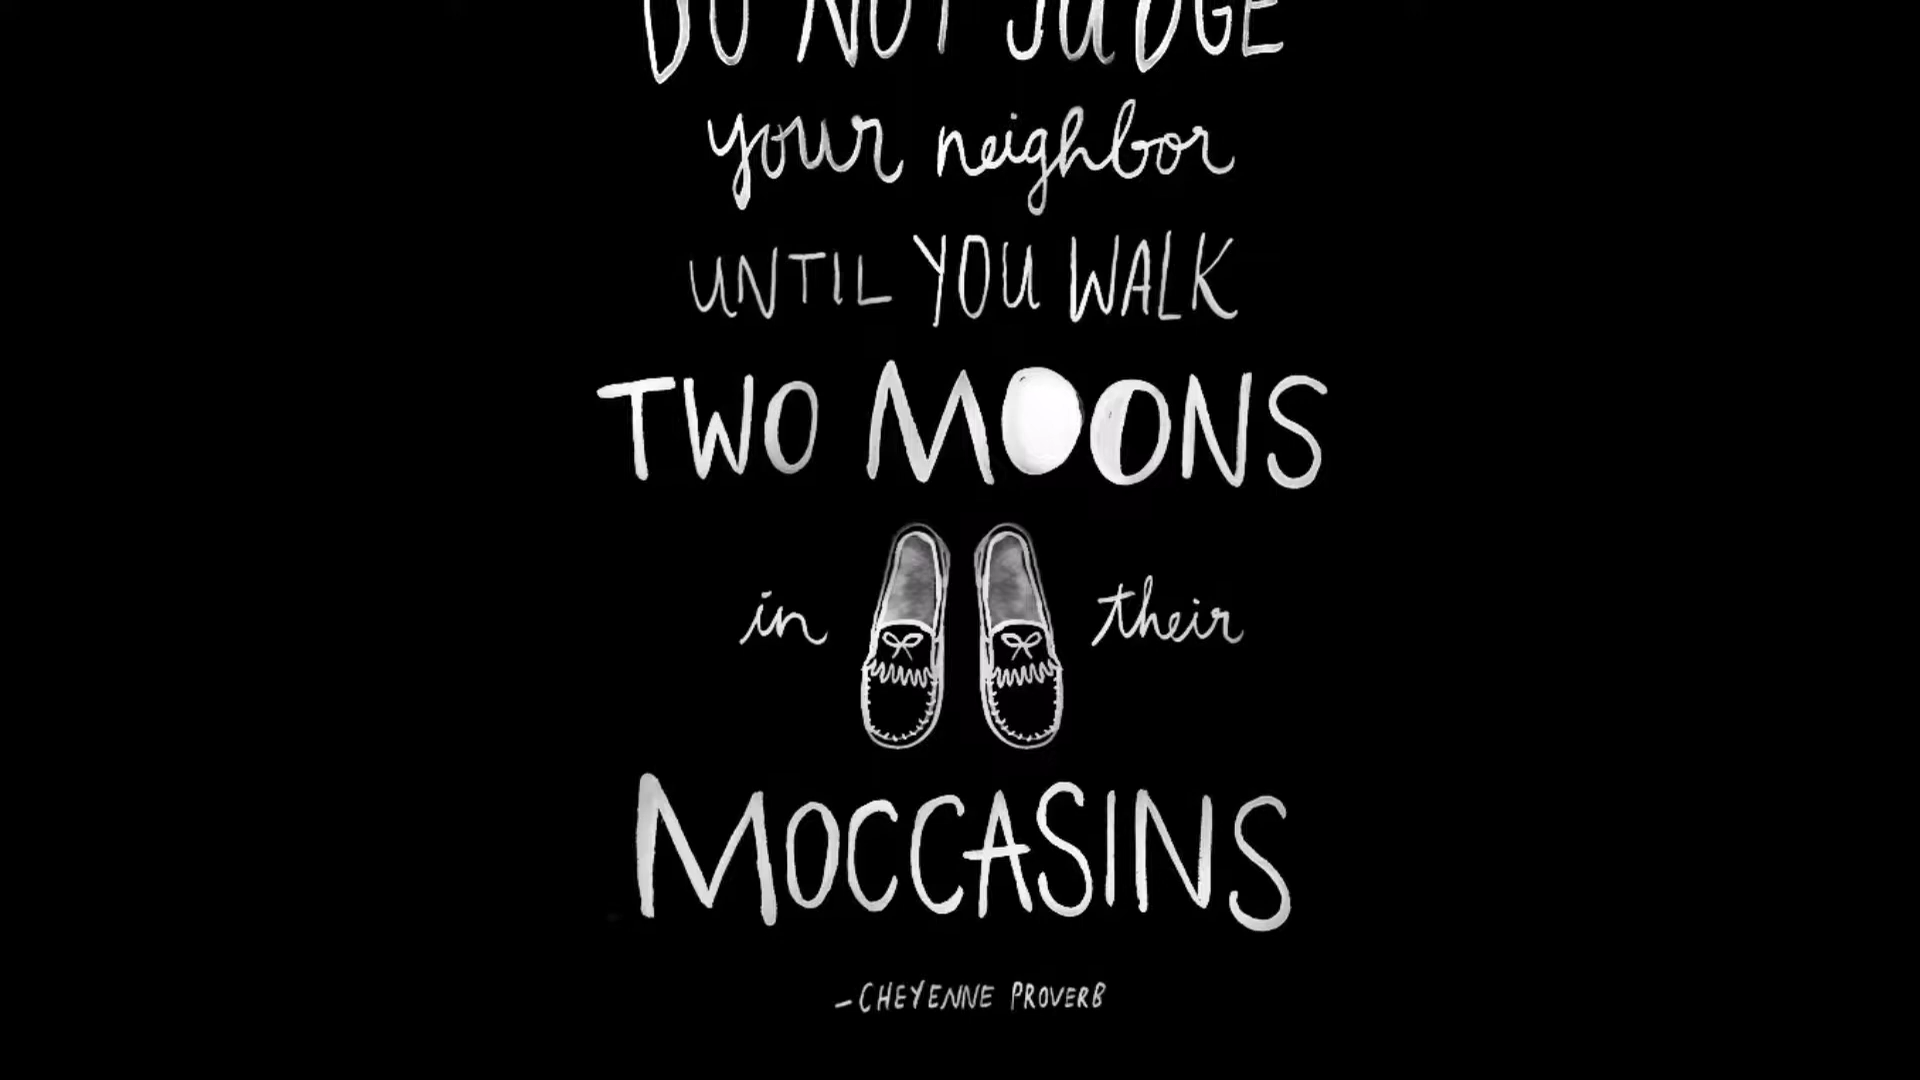 DO NOT JUDGE
your neighbor
UNTIL YOU WALK
TWO MOONS
in their
MOCCASINS
-CHEYENNE PROVERB